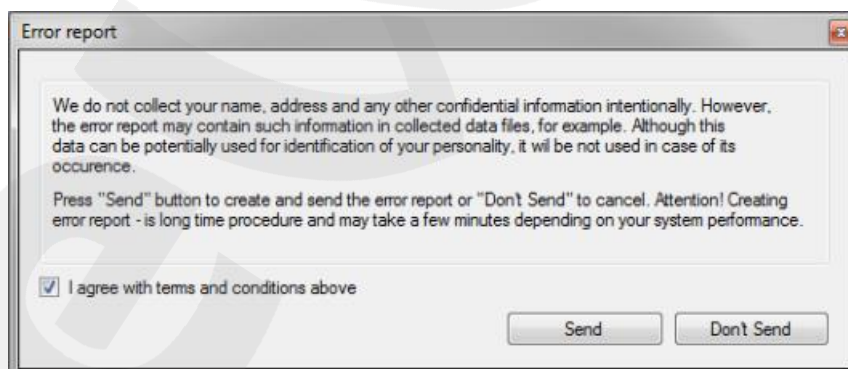 Error report
We do not collect your name, address and any other confidential information intentionally. However,
the error report may contain such information in collected data files, for example. Although this
data can be potentially used for identification of your personality, it wil be not used in case of its
occurence.
Press "Send" button to create and send the error report or "Don't Send" to cancel. Attention! Creating
error report - is long time procedure and may take a few minutes depending on your system performance.
I agree with terms and conditions above
Send
Don't Send